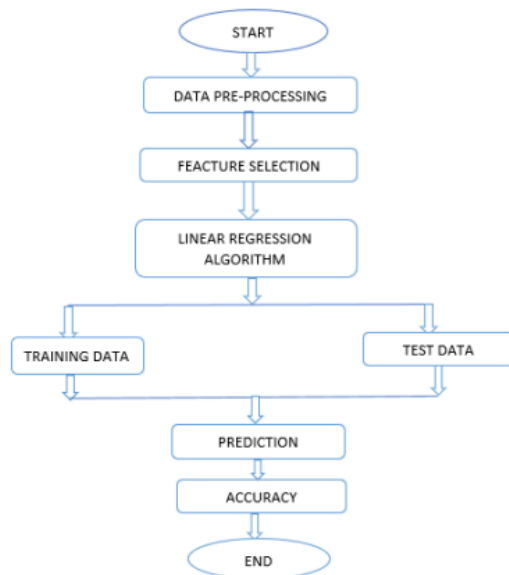 START
DATA PRE-PROCESSING
FEACTURE SELECTION
LINEAR REGRESSION
ALGORITHM
TRAINING DATA
TEST DATA
PREDICTION
ACCURACY
END